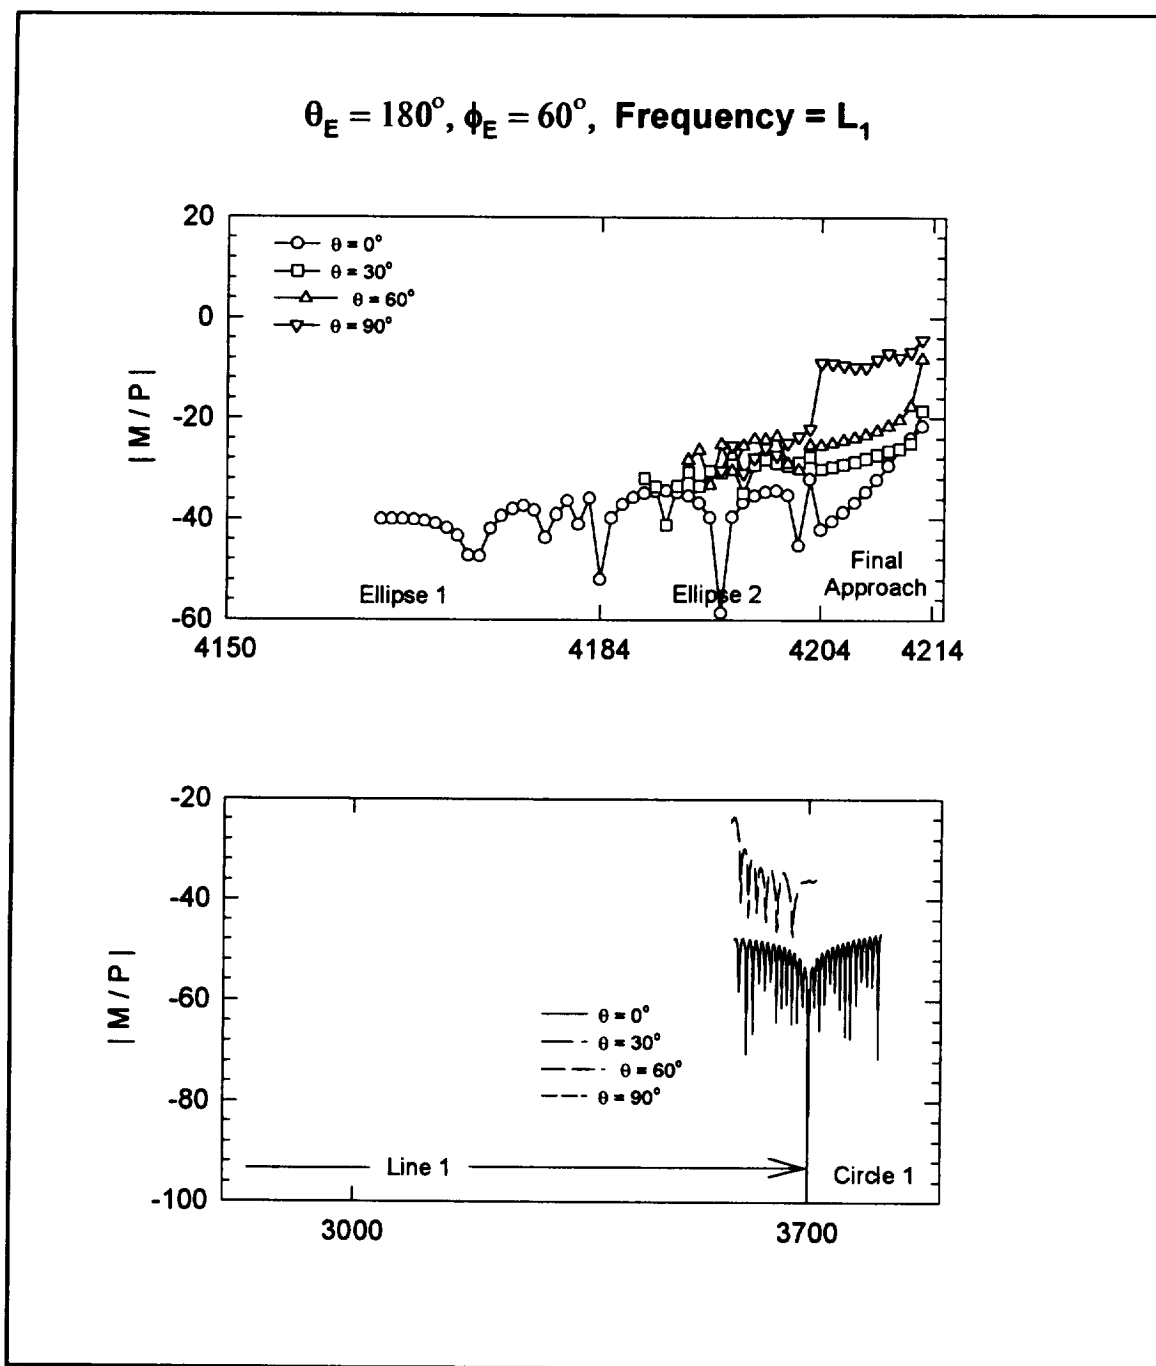 θE = 180°, ϕE = 60°, Frequency = L1
20
0
-20
-40
-60
|M/P|
θ = 0°
θ = 30°
θ = 60°
θ = 90°
Ellipse 1
Ellipse 2
Final
Approach
4150
4184
4204
4214
-20
-40
-60
-80
-100
|M/P|
θ = 0°
θ = 30°
θ = 60°
θ = 90°
Line 1
Circle 1
3000
3700